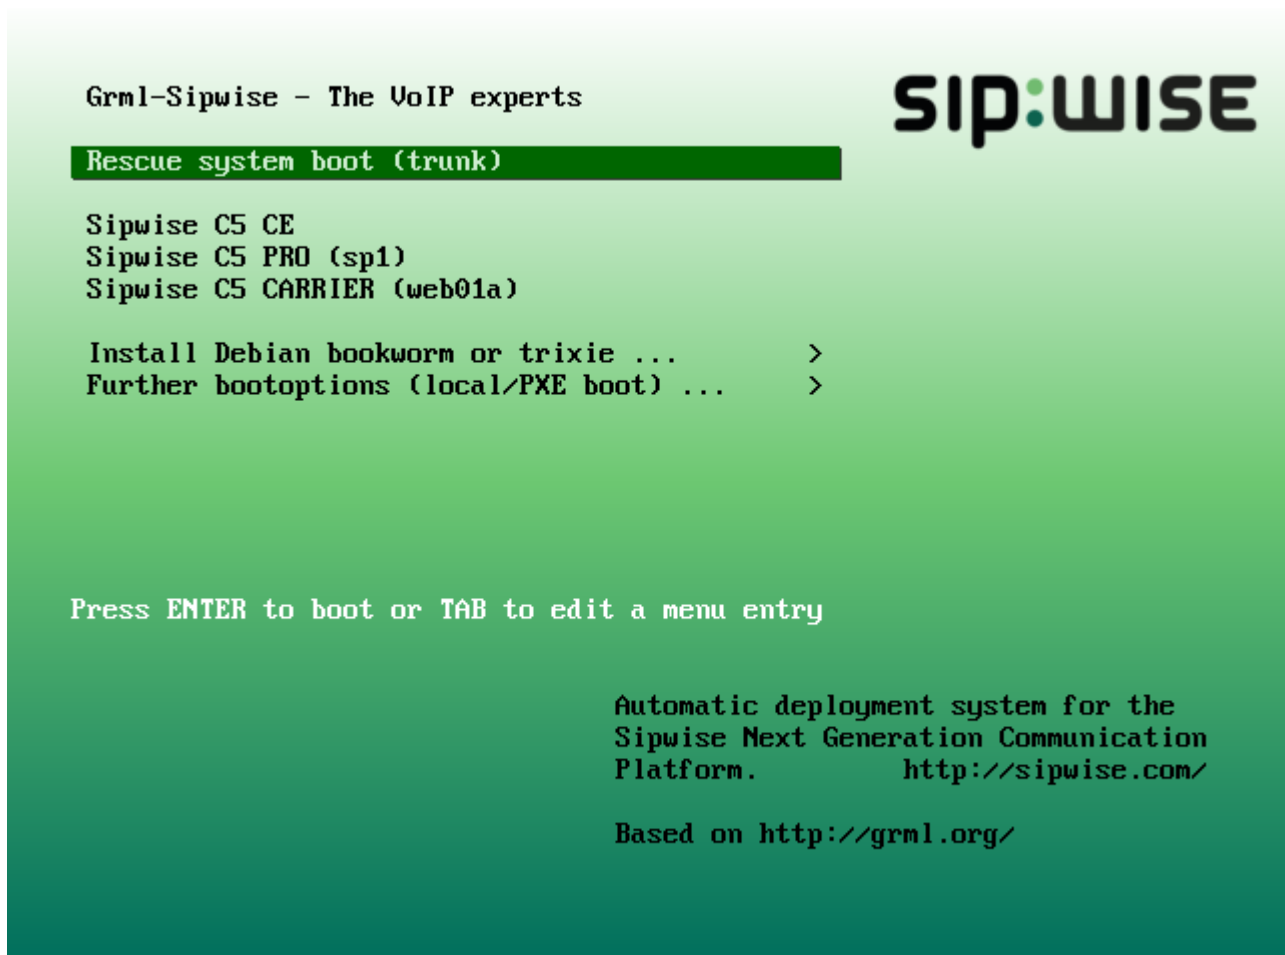 sip:wise
Grml-Sipwise - The VoIP experts
Rescue system boot (trunk)
Sipwise C5 CE
Sipwise C5 PRO (sp1)
Sipwise C5 CARRIER (web01a)
Install Debian bookworm or trixie ... >
Further bootoptions (local/PXE boot) ... >
Press ENTER to boot or TAB to edit a menu entry
Automatic deployment system for the
Sipwise Next Generation Communication
Platform. http://sipwise.com/
Based on http://grml.org/